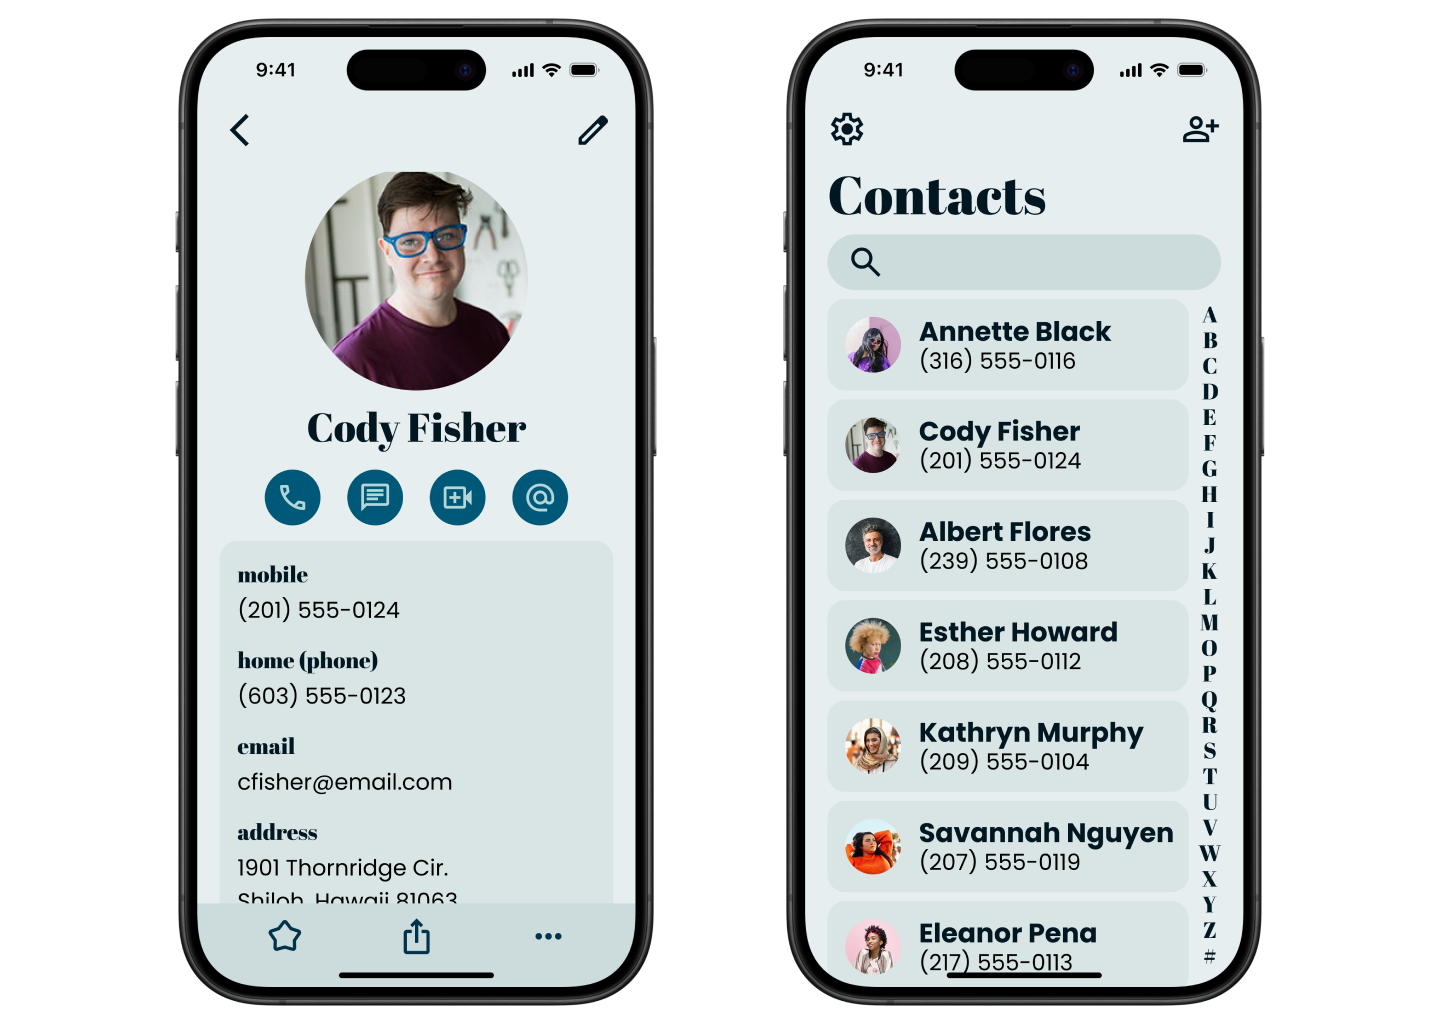 9:41
Cody Fisher
mobile
(201) 555-0124
home (phone)
(603) 555-0123
email
cfisher@email.com
address
1901 Thornridge Cir.
Shiloh, Hawaii 81063
9:41
Contacts
Annette Black
(316) 555-0116
Cody Fisher
(201) 555-0124
Albert Flores
(239) 555-0108
Esther Howard
(208) 555-0112
Kathryn Murphy
(209) 555-0104
Savannah Nguyen
(207) 555-0119
Eleanor Pena
(217) 555-0113
A
B
C
D
E
F
G
H
I
J
K
L
M
O
P
Q
R
S
T
U
V
W
X
Y
Z
#